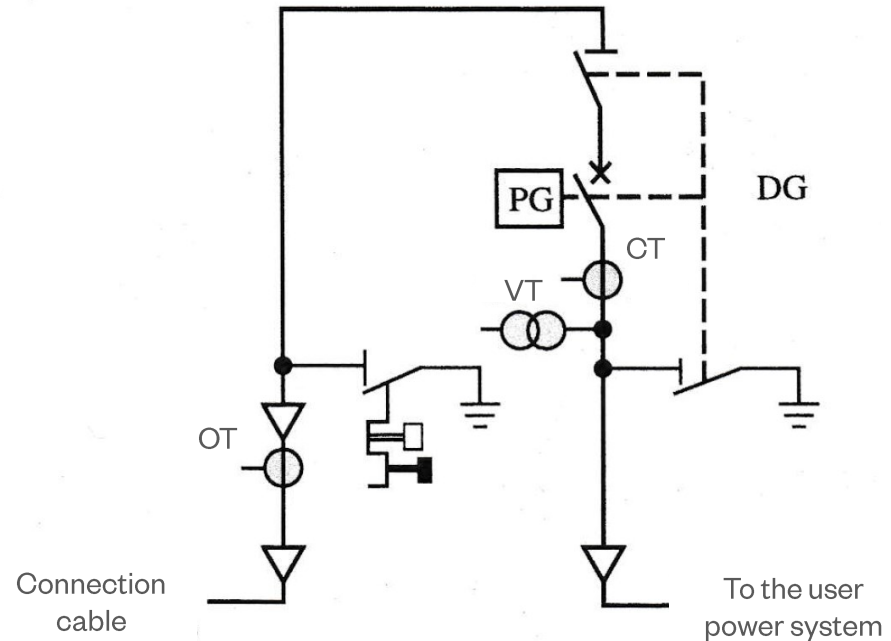 PG
DG
CT
VT
OT
Connection
cable
To the user
power system